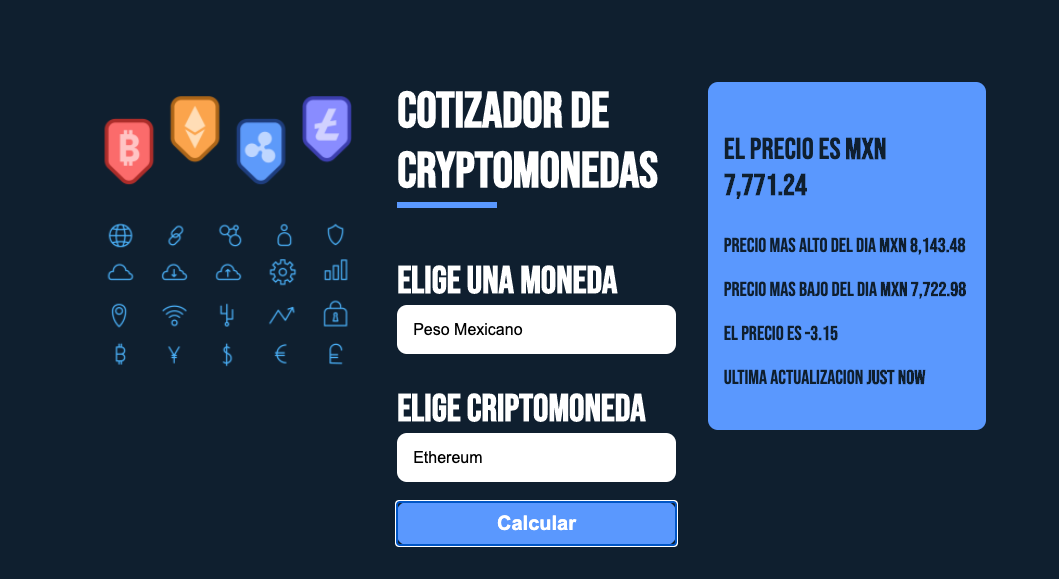 COTIZADOR DE
CRYPTOMONEDAS
ELIGE UNA MONEDA
Peso Mexicano
ELIGE CRIPTOMONEDA
Ethereum
Calcular
EL PRECIO ES MXN
7,771.24
PRECIO MAS ALTO DEL DIA MXN 8,143.48
PRECIO MAS BAJO DEL DIA MXN 7,722.98
EL PRECIO ES -3.15
ULTIMA ACTUALIZACION JUST NOW